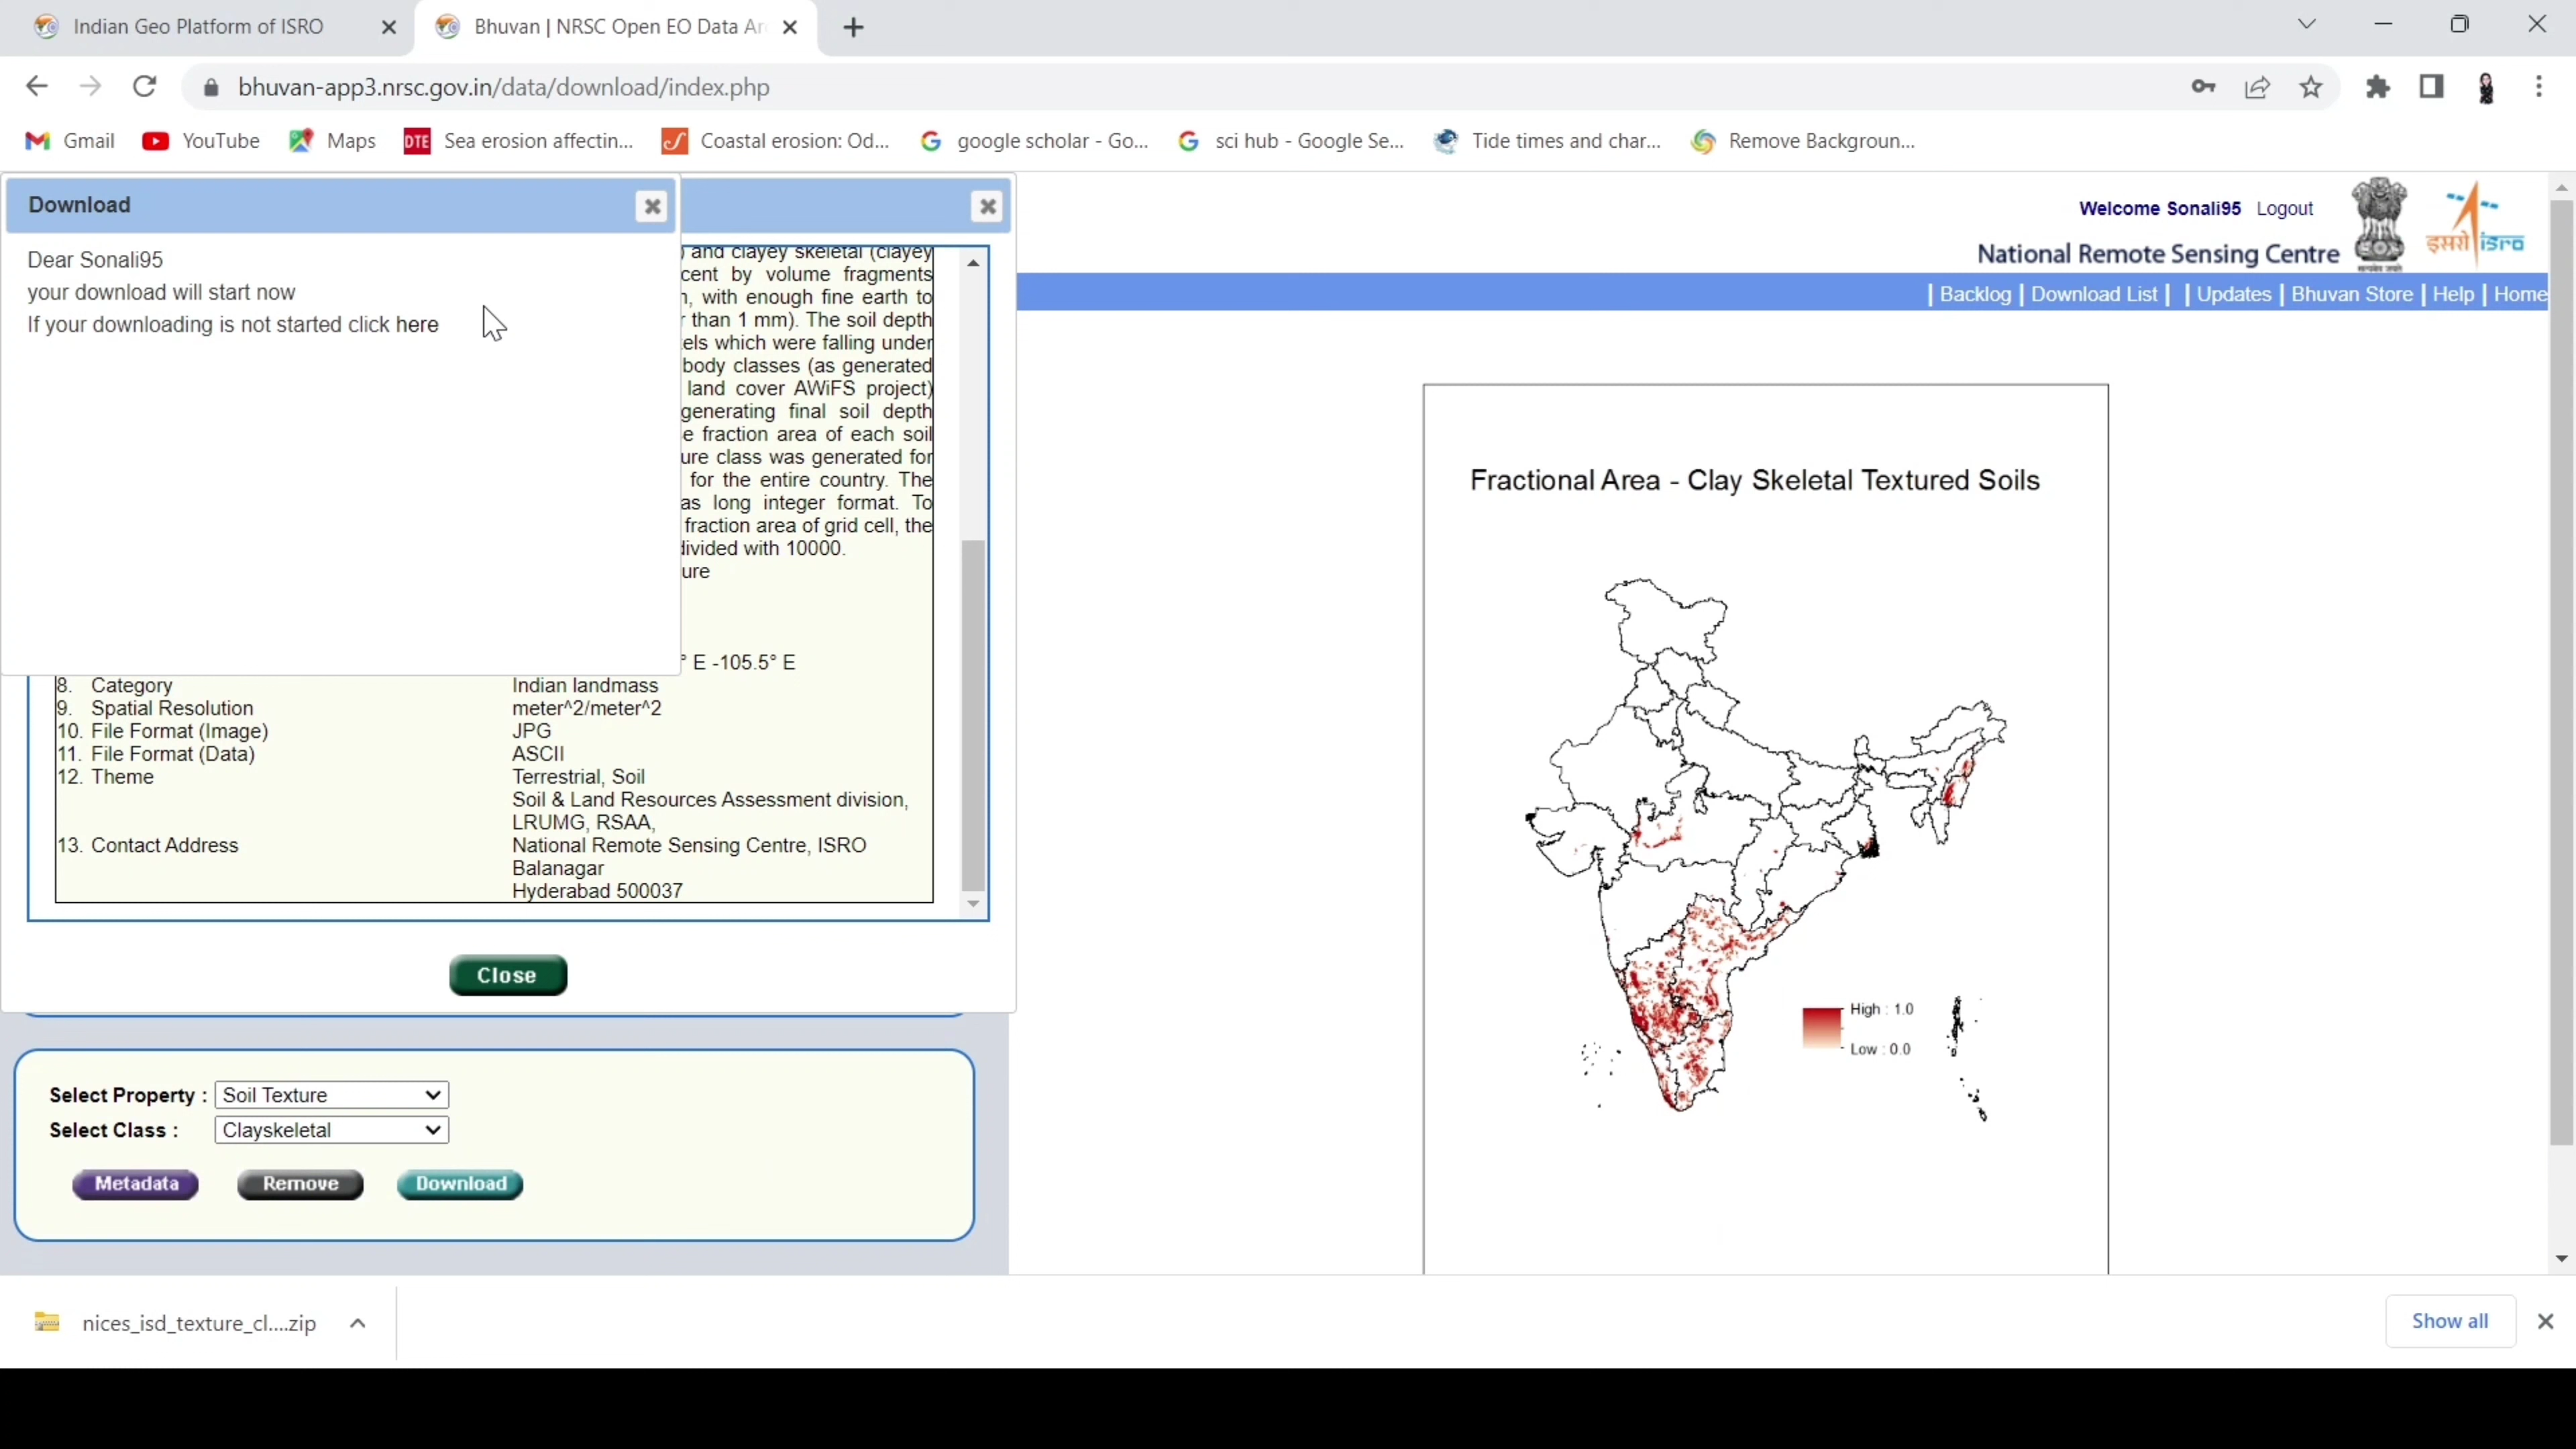 Indian Geo Platform of ISRO
Bhuvan | NRSC Open EO Data Ar
bhuvan-app3.nrsc.gov.in/data/download/index.php
Gmail
YouTube
Maps
DTE
Sea erosion affectin...
Coastal erosion: Od...
google scholar - Go...
sci hub - Google Se...
Tide times and char...
Remove Backgroun...
Download
Dear Sonali95
your download will start now
If your downloading is not started click here
) and clayey skeletal (clayey
cent by volume fragments
, with enough fine earth to
than 1 mm). The soil depth
els which were falling under
body classes (as generated
land cover AWiFS project)
generating final soil depth
e fraction area of each soil
ure class was generated for
for the entire country. The
as long integer format. To
fraction area of grid cell, the
divided with 10000.
ure
° E -105.5° E
8. Category Indian landmass
9. Spatial Resolution meter^2/meter^2
10. File Format (Image) JPG
11. File Format (Data) ASCII
12. Theme Terrestrial, Soil
Soil & Land Resources Assessment division,
LRUMG, RSAA,
13. Contact Address National Remote Sensing Centre, ISRO
Balanagar
Hyderabad 500037
Close
Select Property : Soil Texture
Select Class : Clayskeletal
Metadata Remove Download
Welcome Sonali95 Logout
National Remote Sensing Centre
सत्यमेव जयते
इसरो isro
| Backlog | Download List | | Updates | Bhuvan Store | Help | Home
Fractional Area - Clay Skeletal Textured Soils
High : 1.0
Low : 0.0
nices_isd_texture_cl....zip
Show all